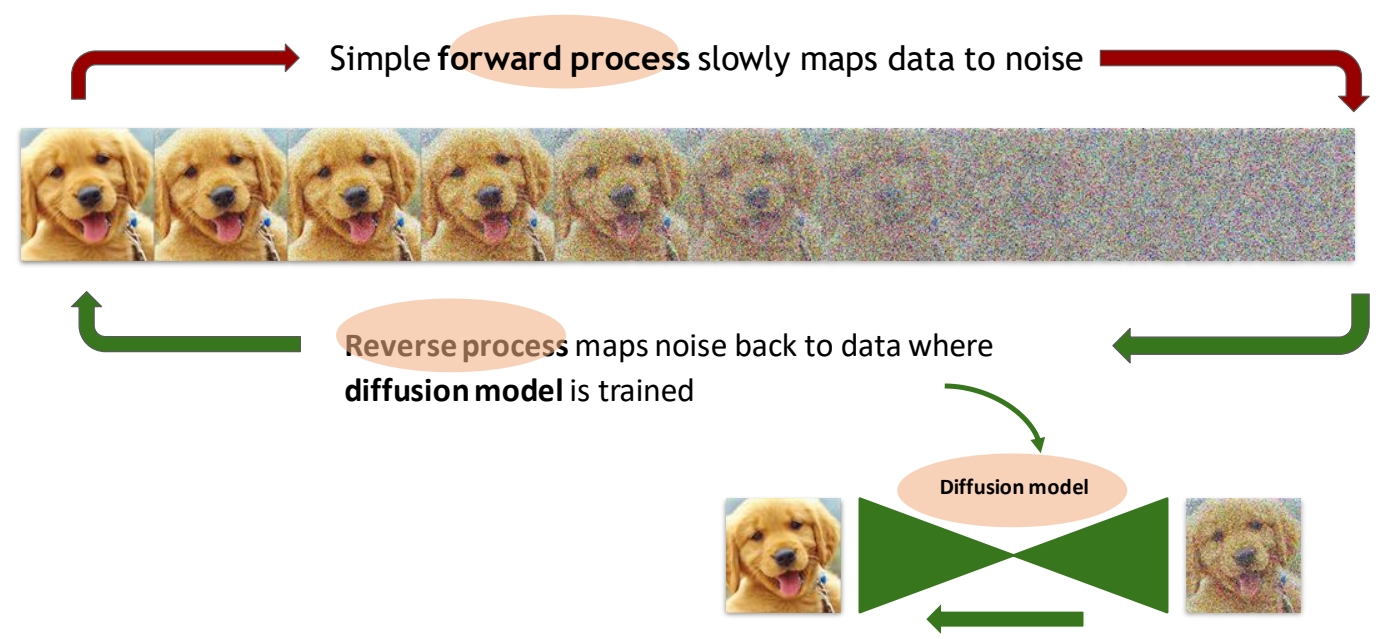 Simple forward process slowly maps data to noise
Reverse process maps noise back to data where
diffusion model is trained
Diffusion model